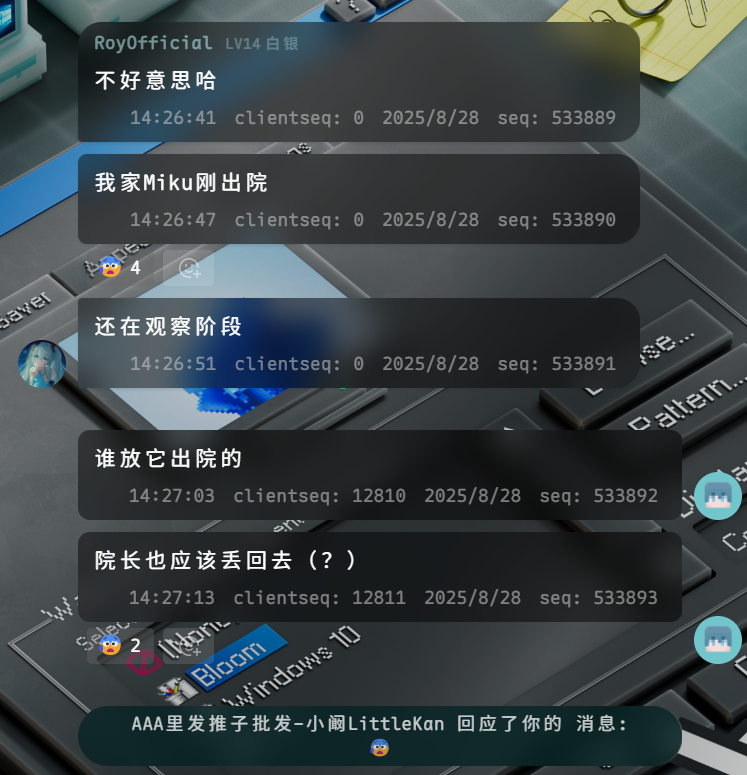 RoyOfficial LV14 白银
不好意思哈
14:26:41 clientseq: 0 2025/8/28 seq: 533889
我家Miku刚出院
14:26:47 clientseq: 0 2025/8/28 seq: 533890
4
还在观察阶段
14:26:51 clientseq: 0 2025/8/28 seq: 533891
Pattern...
谁放它出院的
14:27:03 clientseq: 12810 2025/8/28 seq: 533892
院长也应该丢回去（？）
14:27:13 clientseq: 12811 2025/8/28 seq: 533893
2
Bloom
Windows 10
AAA里发推子批发-小阚LittleKan 回应了你的 消息: